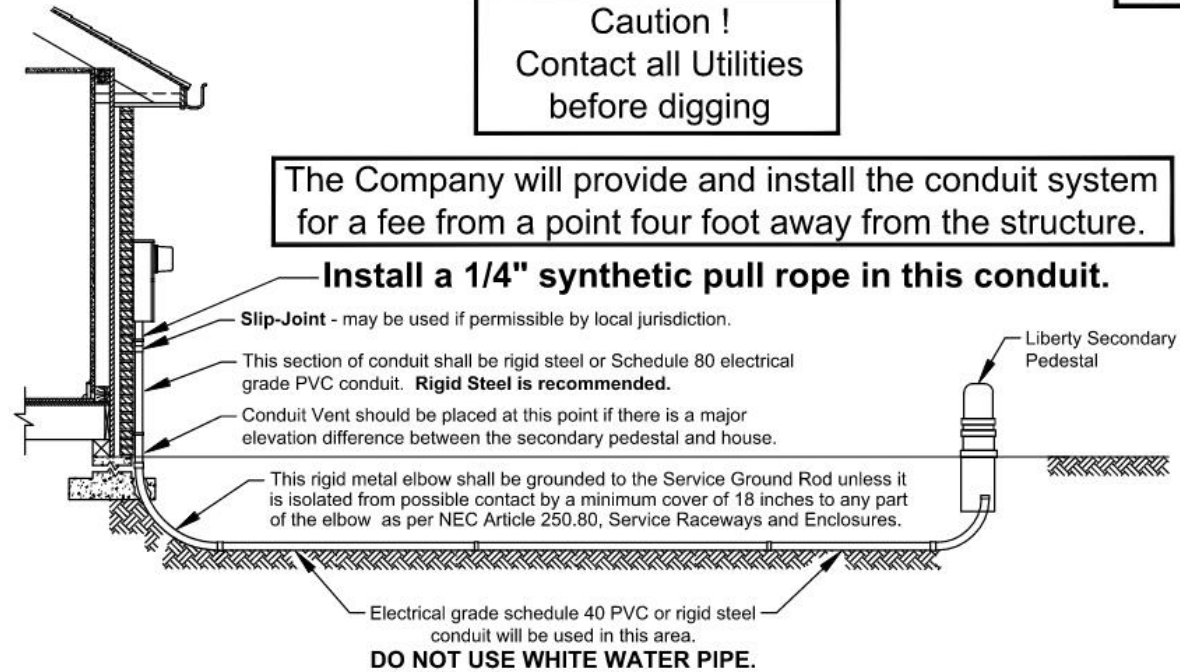 Caution !
Contact all Utilities
before digging
The Company will provide and install the conduit system
for a fee from a point four foot away from the structure.
Install a 1/4" synthetic pull rope in this conduit.
Slip-Joint - may be used if permissible by local jurisdiction.
This section of conduit shall be rigid steel or Schedule 80 electrical
grade PVC conduit. Rigid Steel is recommended.
Conduit Vent should be placed at this point if there is a major
elevation difference between the secondary pedestal and house.
Liberty Secondary
Pedestal
This rigid metal elbow shall be grounded to the Service Ground Rod unless it
is isolated from possible contact by a minimum cover of 18 inches to any part
of the elbow as per NEC Article 250.80, Service Raceways and Enclosures.
Electrical grade schedule 40 PVC or rigid steel
conduit will be used in this area.
DO NOT USE WHITE WATER PIPE.